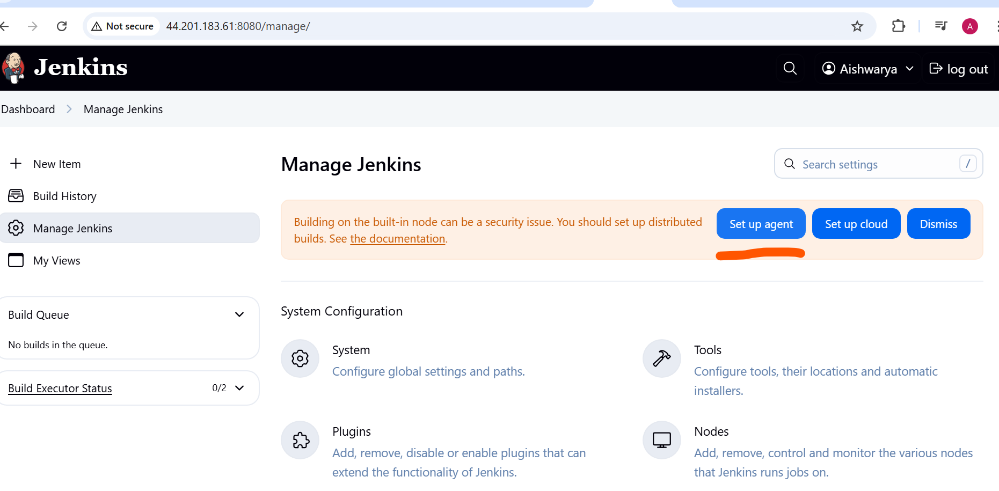 Not secure
44.201.183.61:8080/manage/
A
Jenkins
Aishwarya
log out
Dashboard
Manage Jenkins
New Item
Build History
Manage Jenkins
My Views
Build Queue
No builds in the queue.
Build Executor Status
0/2
Manage Jenkins
Search settings
/
Building on the built-in node can be a security issue. You should set up distributed
builds. See the documentation.
Set up agent
Set up cloud
Dismiss
System Configuration
System
Configure global settings and paths.
Tools
Configure tools, their locations and automatic
installers.
Plugins
Add, remove, disable or enable plugins that can
extend the functionality of Jenkins.
Nodes
Add, remove, control and monitor the various nodes
that Jenkins runs jobs on.